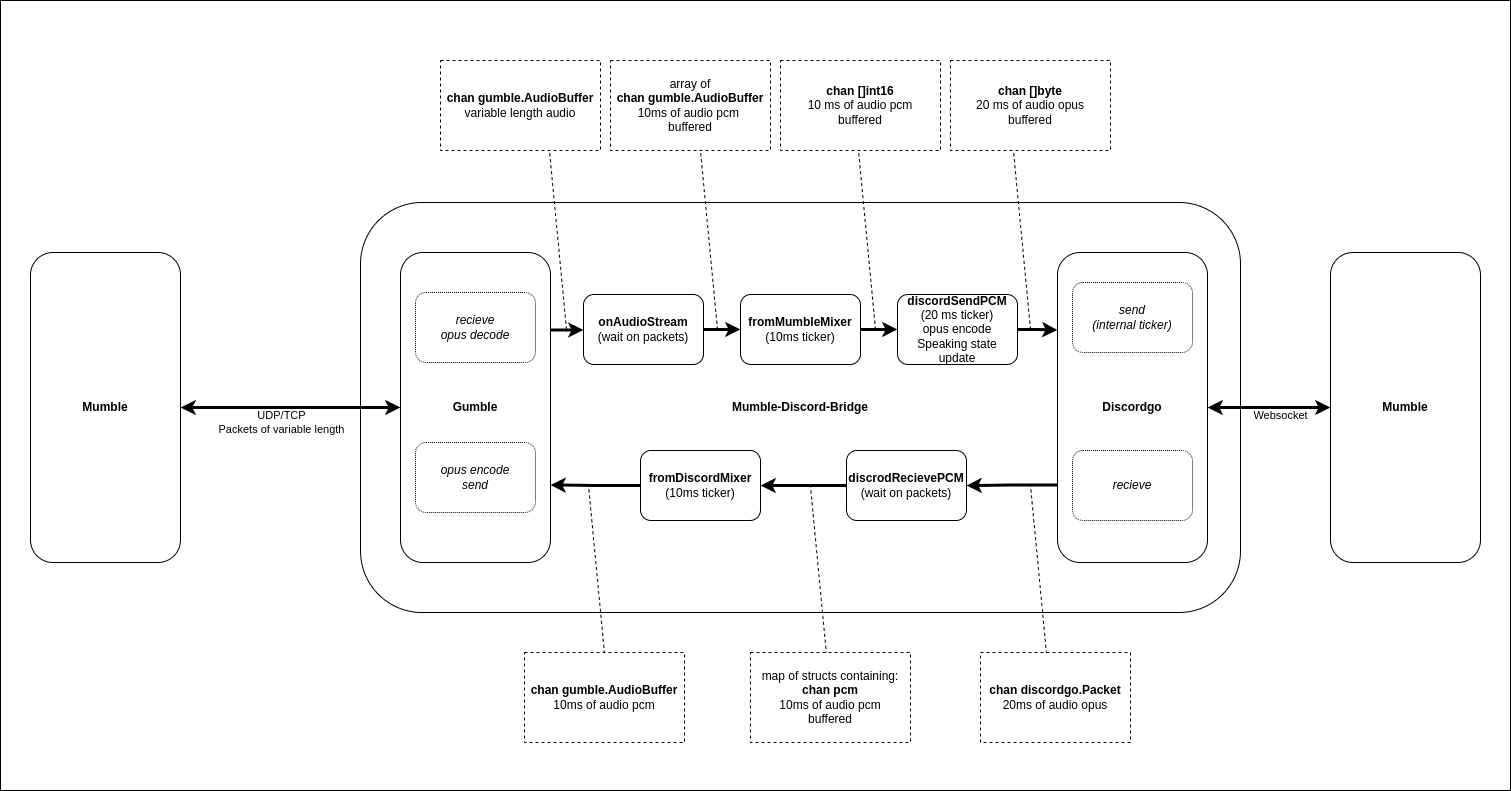 chan gumble.AudioBuffer
variable length audio
array of
chan gumble.AudioBuffer
10ms of audio pcm
buffered
chan []int16
10 ms of audio pcm
buffered
chan []byte
20 ms of audio opus
buffered
Mumble
UDP/TCP
Packets of variable length
recieve
opus decode
Gumble
opus encode
send
onAudioStream
(wait on packets)
fromMumbleMixer
(10ms ticker)
discordSendPCM
(20 ms ticker)
opus encode
Speaking state
update
Mumble-Discord-Bridge
fromDiscordMixer
(10ms ticker)
discrodRecievePCM
(wait on packets)
send
(internal ticker)
Discordgo
recieve
Websocket
Mumble
chan gumble.AudioBuffer
10ms of audio pcm
map of structs containing:
chan pcm
10ms of audio pcm
buffered
chan discordgo.Packet
20ms of audio opus